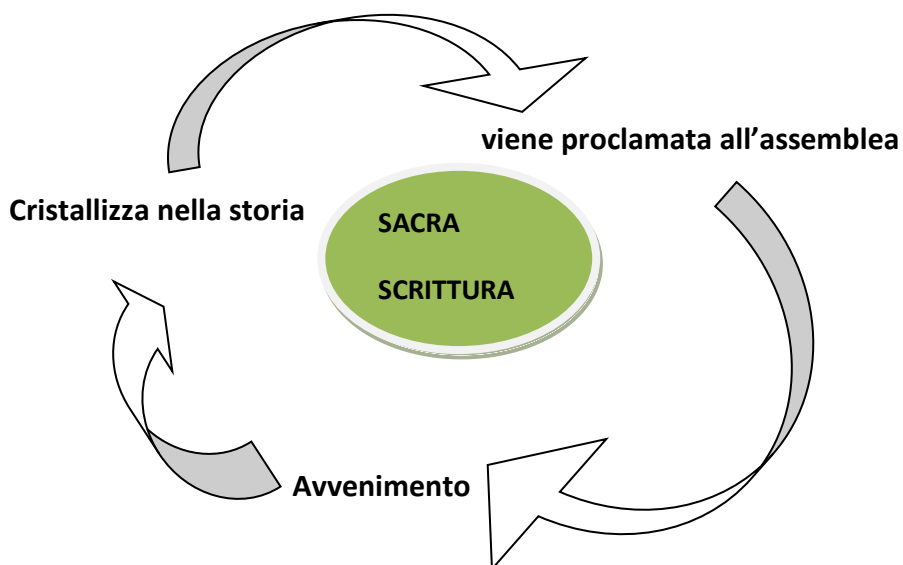 viene proclamata all’assemblea
Cristallizza nella storia
SACRA
SCRITTURA
Avvenimento